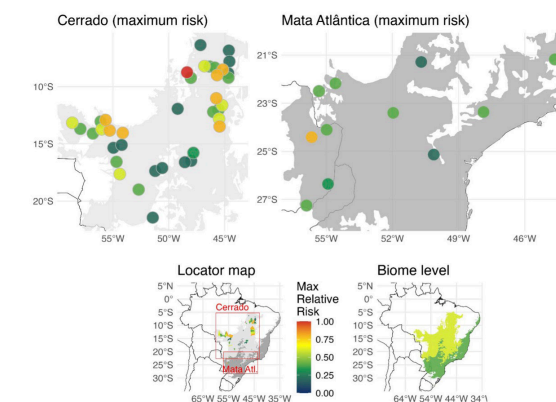 Cerrado (maximum risk)
Mata Atlântica (maximum risk)
10°S
15°S
20°S
55°W 50°W 45°W
21°S
23°S
25°S
27°S
55°W 52°W 49°W 46°W
Locator map
5°N
0°
5°S
10°S
15°S
20°S
25°S
30°S
Cerrado
Mata Atl.
65°W 55°W 45°W 35°W
Max
Relative
Risk
1.00
0.75
0.50
0.25
0.00
Biome level
5°N
0°
5°S
10°S
15°S
20°S
25°S
30°S
64°W 54°W 44°W 34°